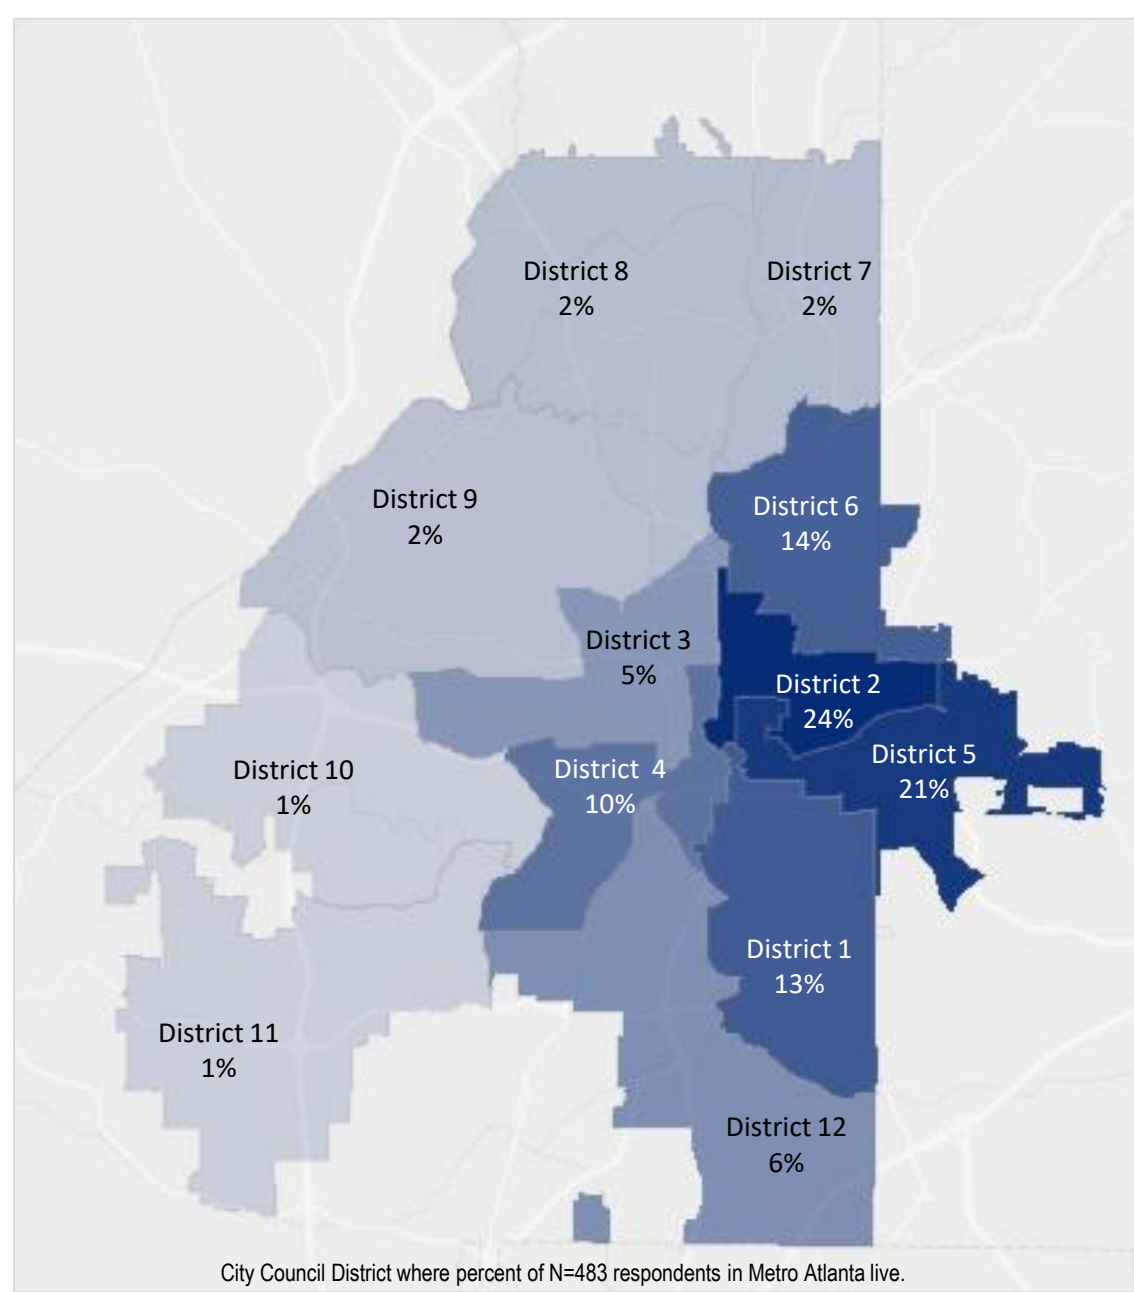 District 8
2%
District 7
2%
District 9
2%
District 6
14%
District 3
5%
District 2
24%
District 5
21%
District 4
10%
District 10
1%
District 1
13%
District 11
1%
District 12
6%
City Council District where percent of N=483 respondents in Metro Atlanta live.